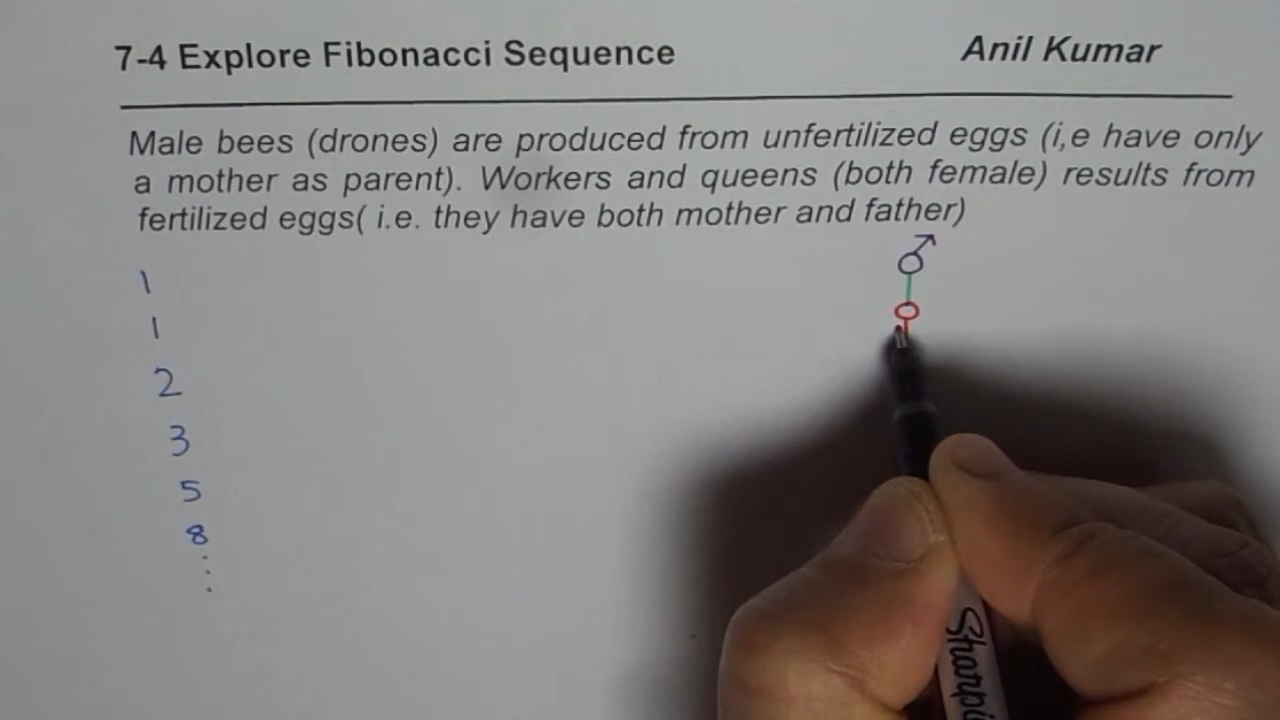 7-4 Explore Fibonacci Sequence
Anil Kumar
Male bees (drones) are produced from unfertilized eggs (i,e have only
a mother as parent). Workers and queens (both female) results from
fertilized eggs( i.e. they have both mother and father)
♂
1
1
2
3
5
8
⋮
Sharpi